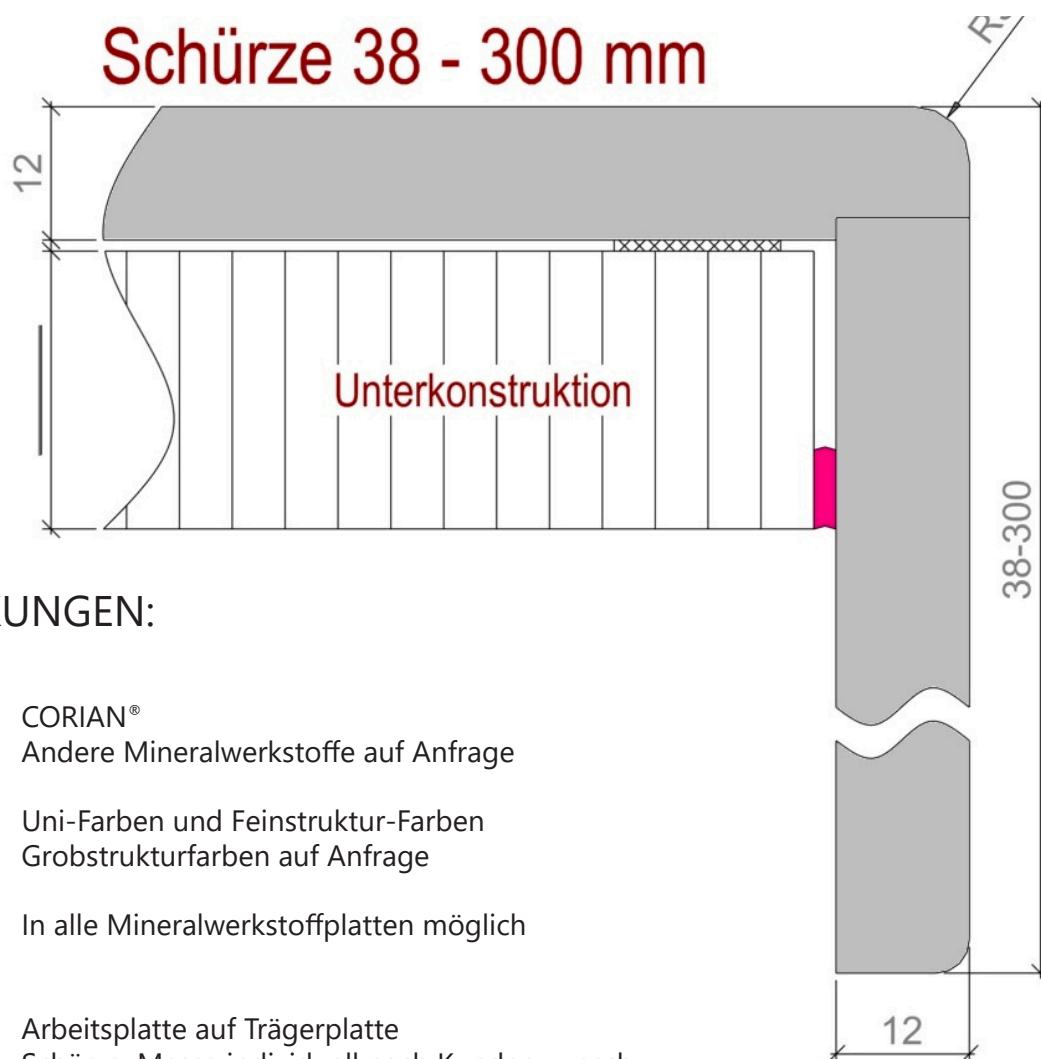 Schürze 38 - 300 mm
12
Unterkonstruktion
38-300
KUNGEN:
CORIAN®
Andere Mineralwerkstoffe auf Anfrage
Uni-Farben und Feinstruktur-Farben
Grobstrukturfarben auf Anfrage
In alle Mineralwerkstoffplatten möglich
Arbeitsplatte auf Trägerplatte
12